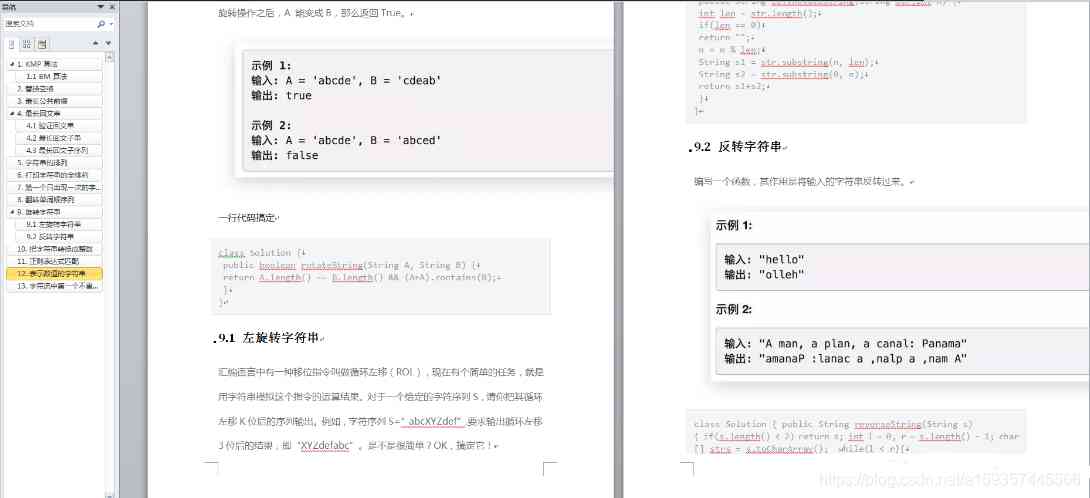 导航
搜索文档
1. KMP 算法
1.1 BM 算法
2. 替换空格
3. 最长公共前缀
4. 最长回文串
4.1 验证回文串
4.2 最长回文子串
4.3 最长回文子序列
5. 字符串的排列
6. 打印字符串的全排列
7. 第一个只出现一次的字...
8. 翻转单词顺序列
9. 旋转字符串
9.1 左旋转字符串
9.2 反转字符串
10. 把字符串转换成整数
11. 正则表达式匹配
12. 表示数值的字符串
13. 字符流中第一个不重...
旋转操作之后，A 能变成 B，那么返回 True。
示例 1:
输入: A = 'abcde', B = 'cdeab'
输出: true
示例 2:
输入: A = 'abcde', B = 'abced'
输出: false
一行代码搞定
class Solution {
public boolean rotateString(String A, String B) {
return A.length() == B.length() && (A+A).contains(B);
}
}
9.1 左旋转字符串
汇编语言中有一种移位指令叫做循环左移（ROL），现在有个简单的任务，就是
用字符串模拟这个指令的运算结果。对于一个给定的字符序列 S，请你把其循环
左移 K 位后的序列输出。例如，字符序列 S=“ abcXYZdef” ,要求输出循环左移
3 位后的结果，即 “XYZdefabc” 。是不是很简单？OK，搞定它！
int len = str.length();
if(len == 0)
return "";
n = n % len;
String s1 = str.substring(n, len);
String s2 = str.substring(0, n);
return s1+s2;
}
}
9.2 反转字符串
编写一个函数，其作用是将输入的字符串反转过来。
示例 1:
输入: "hello"
输出: "olleh"
示例 2:
输入: "A man, a plan, a canal: Panama"
输出: "amanaP :lanac a ,nalp a ,nam A"
class Solution { public String reverseString(String s)
{ if(s.length() < 2) return s; int l = 0, r = s.length() - 1; char
[] strs = s.toCharArray(); while(l < r){
https://blog.csdn.net/a159357445566